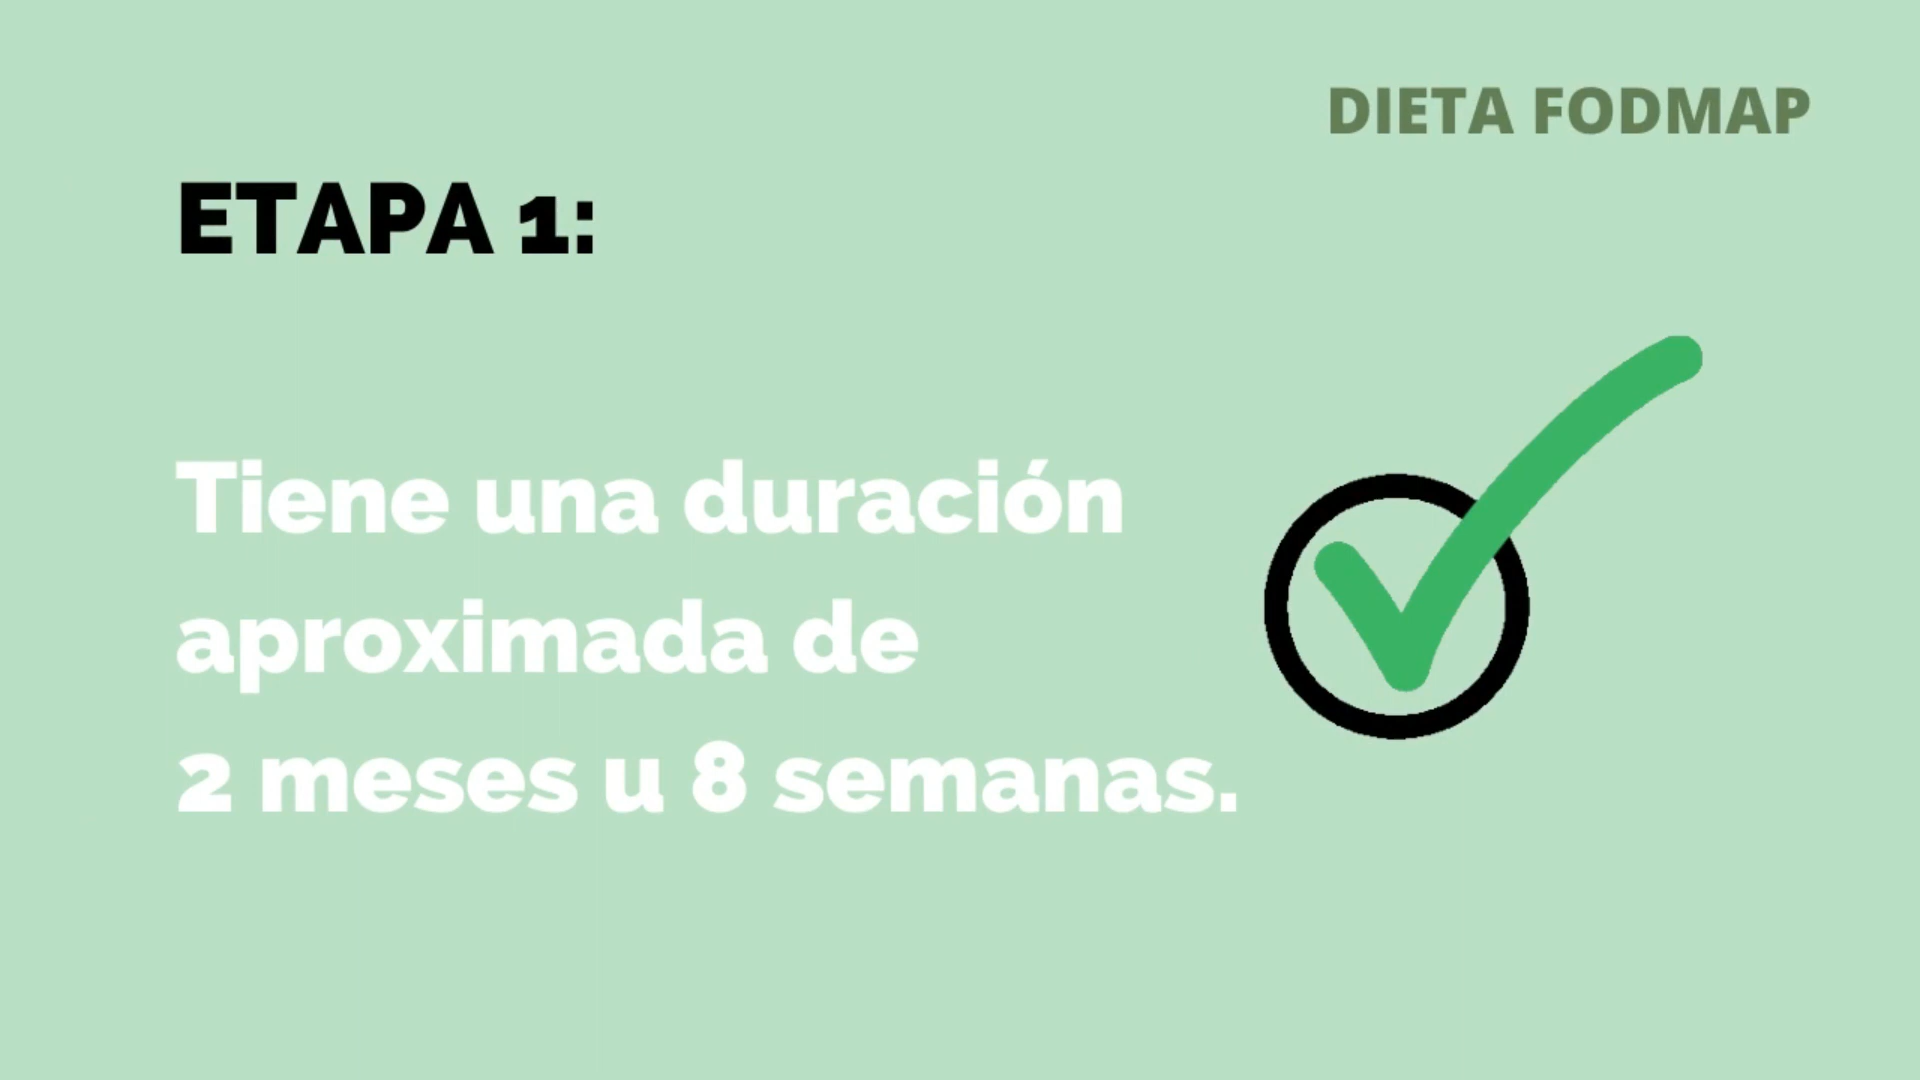 DIETA FODMAP
ETAPA 1:
Tiene una duración
aproximada de
2 meses u 8 semanas.